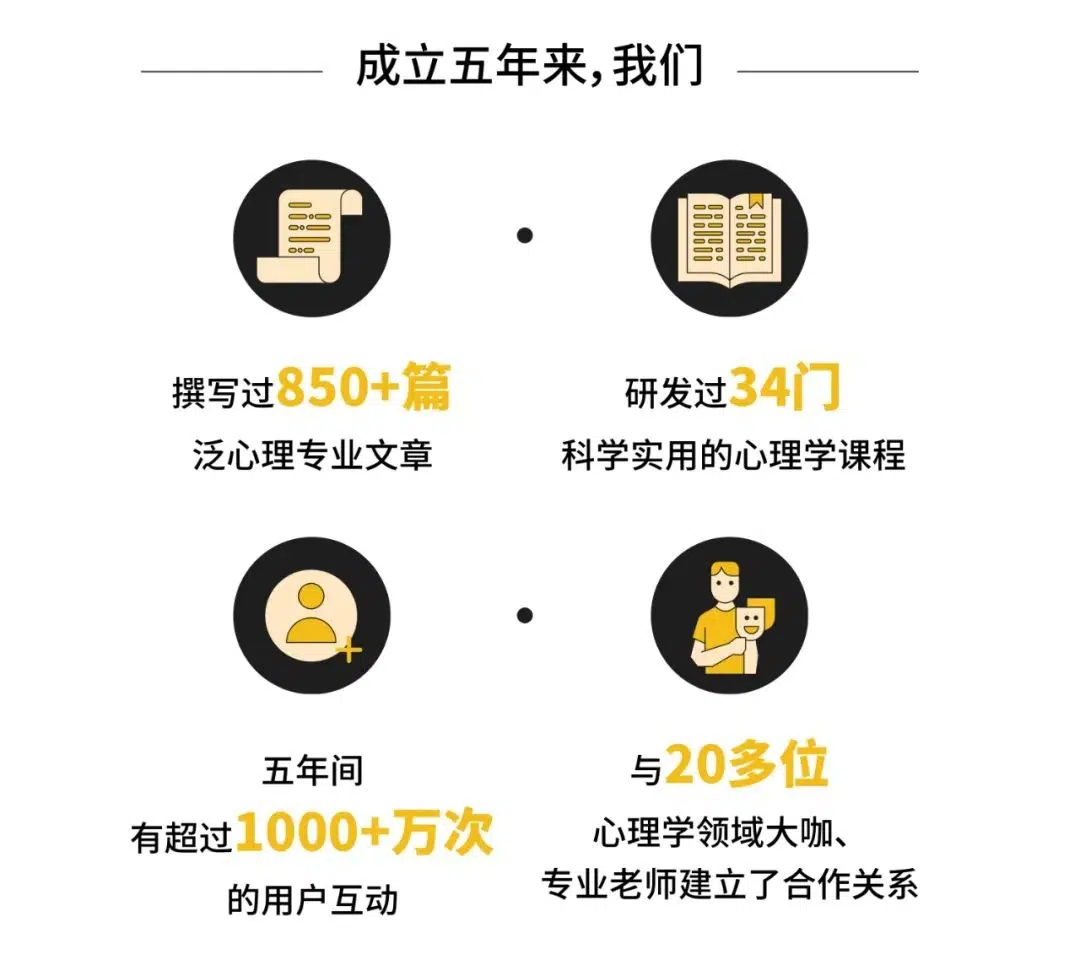 成立五年来，我们
撰写过850+篇
泛心理专业文章
研发过34门
科学实用的心理学课程
五年间
有超过1000+万次
的用户互动
与20多位
心理学领域大咖、
专业老师建立了合作关系